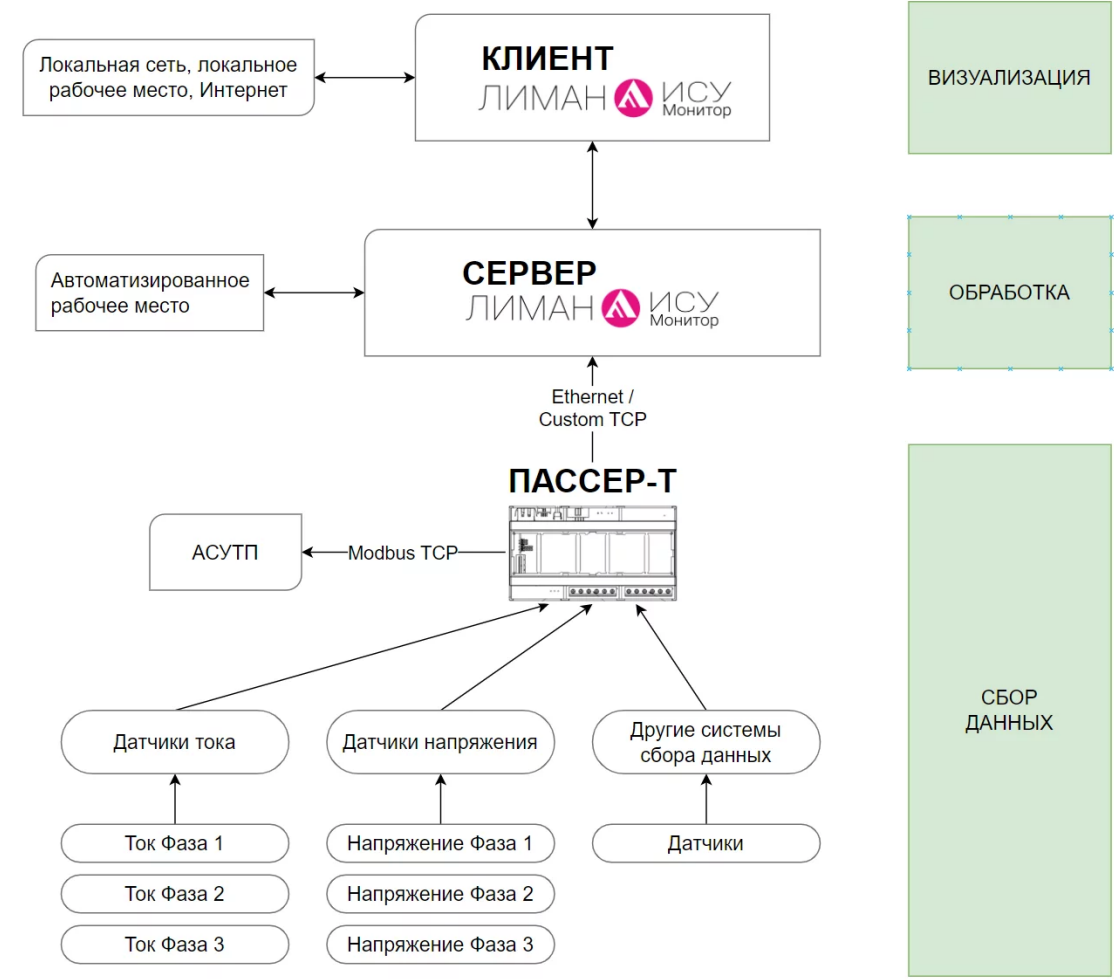 КЛИЕНТ
ЛИМАН ИСУ
Монитор
Локальная сеть, локальное
рабочее место, Интернет
ВИЗУАЛИЗАЦИЯ
СЕРВЕР
ЛИМАН ИСУ
Монитор
Автоматизированное
рабочее место
ОБРАБОТКА
Ethernet /
Custom TCP
ПАССЕР-Т
АСУТП
Modbus TCP
СБОР
ДАННЫХ
Датчики тока
Датчики напряжения
Другие системы
сбора данных
Ток Фаза 1
Напряжение Фаза 1
Датчики
Ток Фаза 2
Напряжение Фаза 2
Ток Фаза 3
Напряжение Фаза 3